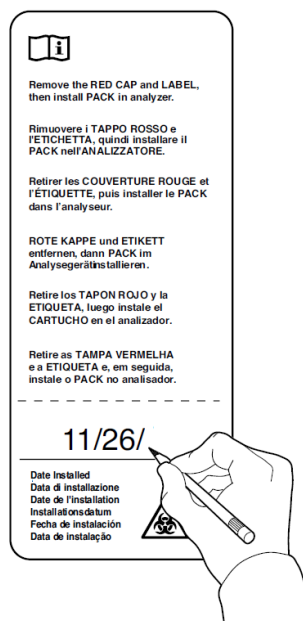 i
Remove the RED CAP and LABEL,
then install PACK in analyzer.
Rimuovere i TAPPO ROSSO e
l'ETICHETTA, quindi installare il
PACK nell'ANALIZZATORE.
Retirer les COUVERTURE ROUGE et
l'ÉTIQUETTE, puis installer le PACK
dans l'analyseur.
ROTE KAPPE und ETIKETT
entfernen, dann PACK im
Analysegerätinstallieren.
Retire los TAPON ROJO y la
ETIQUETA, luego instale el
CARTUCHO en el analizador.
Retire as TAMPA VERMELHA
e a ETIQUETA e, em seguida,
instale o PACK no analisador.
11/26/
Date Installed
Data di installazione
Date de l'installation
Installationsdatum
Fecha de instalación
Data de instalação